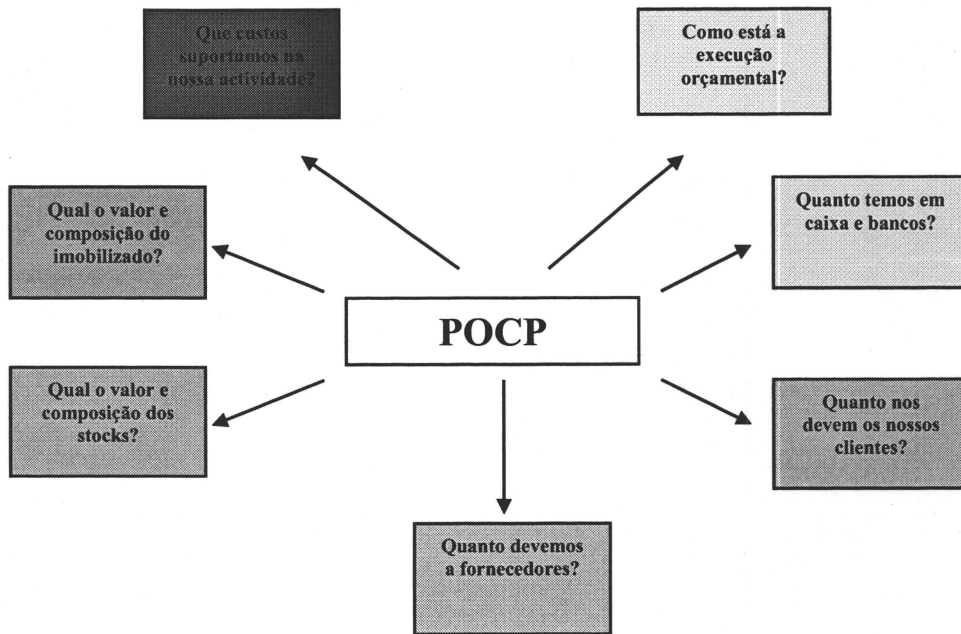 Que custos
suportumos na
nossa actividade?
Como está a
execução
orçamental?
Qual o valor e
composição do
imobilizado?
Quanto temos em
caixa e bancos?
POCP
Qual o valor e
composição dos
stocks?
Quanto nos
devem os nossos
clientes?
Quanto devemos
a fornecedores?